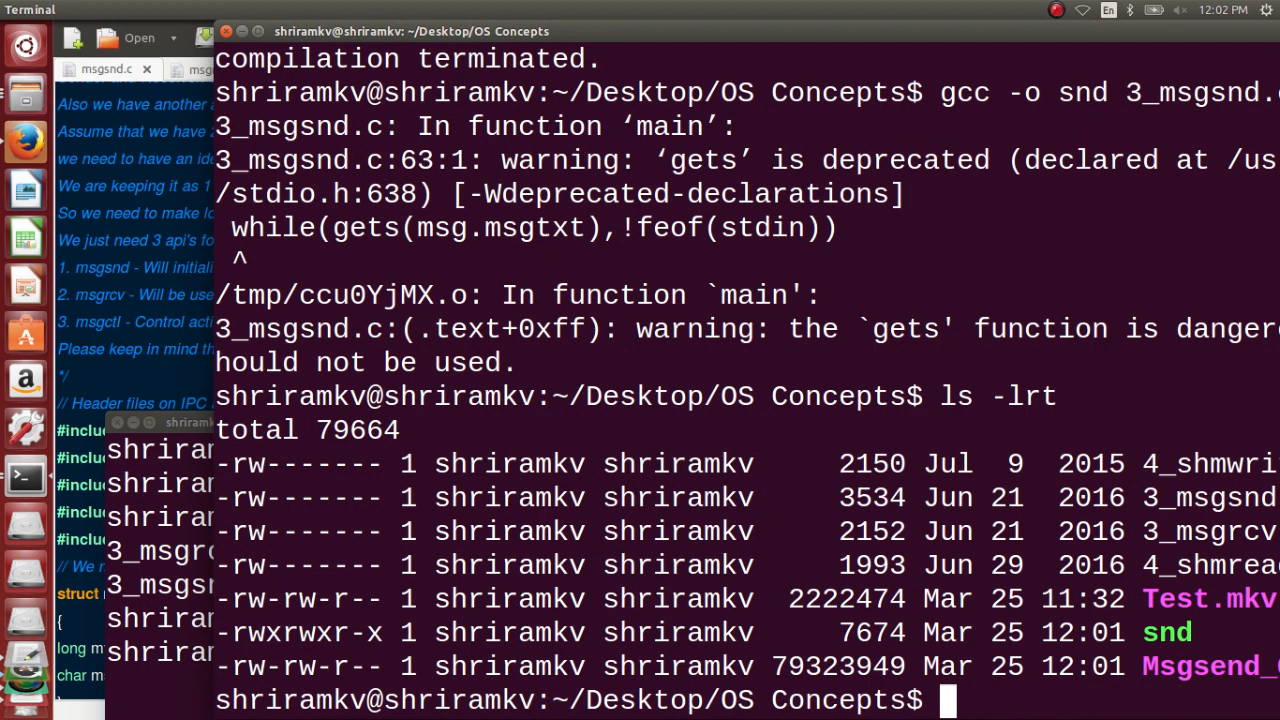 Terminal
En
12:02 PM
Open
shriramkv@shriramkv: ~/Desktop/OS Concepts
msgsnd.c
Also we have another
Assume that we have
we need to have an
We are keeping it as 1
So we need to make
We just need 3 api's
1. msgsnd - Will
2. msgrcv - Will be
3. msgctl - Control
Please keep in mind
*/
// Header files on IPC
struct
{
long
char
compilation terminated.
shriramkv@shriramkv:~/Desktop/OS Concepts$ gcc -o snd 3_msgsnd.c
3_msgsnd.c: In function ‘main’:
3_msgsnd.c:63:1: warning: ‘gets’ is deprecated (declared at /us
/stdio.h:638) [-Wdeprecated-declarations]
while(gets(msg.msgtxt),!feof(stdin))
^
/tmp/ccu0YjMX.o: In function `main':
3_msgsnd.c:(.text+0xff): warning: the `gets' function is danger
hould not be used.
shriramkv@shriramkv:~/Desktop/OS Concepts$ ls -lrt
total 79664
-rw------- 1 shriramkv shriramkv 2150 Jul 9 2015 4_shmwri
-rw------- 1 shriramkv shriramkv 3534 Jun 21 2016 3_msgsnd
-rw------- 1 shriramkv shriramkv 2152 Jun 21 2016 3_msgrcv
-rw------- 1 shriramkv shriramkv 1993 Jun 29 2016 4_shmrea
-rw-rw-r-- 1 shriramkv shriramkv 2222474 Mar 25 11:32 Test.mkv
-rwxrwxr-x 1 shriramkv shriramkv 7674 Mar 25 12:01 snd
-rw-rw-r-- 1 shriramkv shriramkv 79323949 Mar 25 12:01 Msgsend_
shriramkv@shriramkv:~/Desktop/OS Concepts$